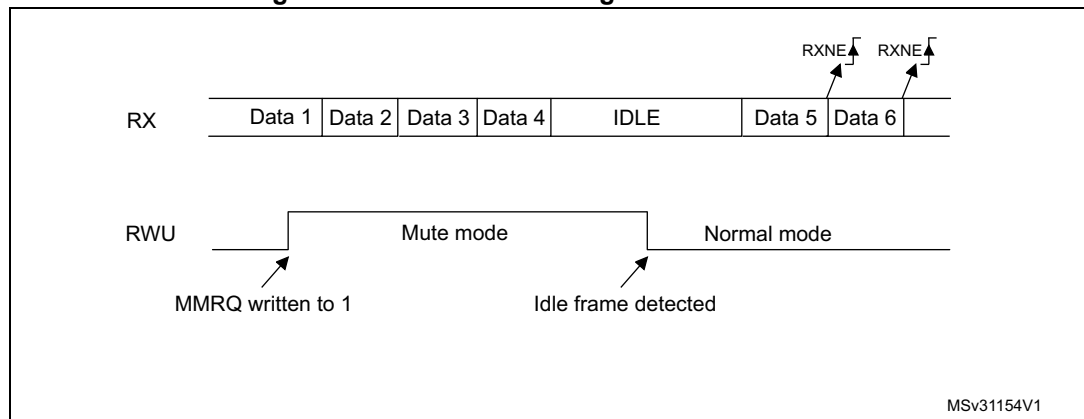 RXNE RXNE
RX Data 1 Data 2 Data 3 Data 4 IDLE Data 5 Data 6
RWU Mute mode Normal mode
MMRQ written to 1 Idle frame detected
MSv31154V1